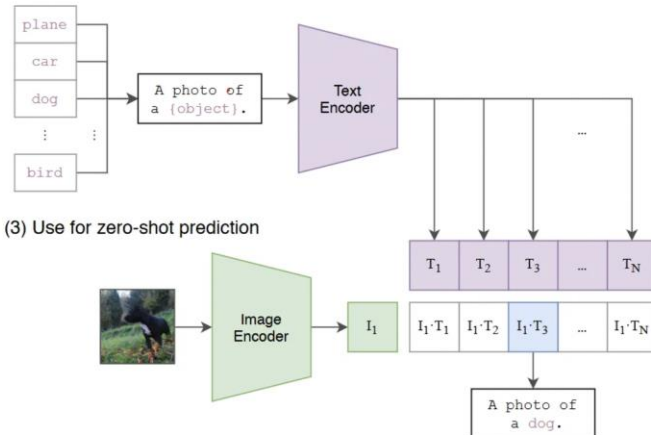 plane
car
dog
⋮ ⋮
bird
A photo of
a {object}.
Text
Encoder
...
(3) Use for zero-shot prediction
T1 T2 T3 ... TN
Image
Encoder
I1
I1·T1 I1·T2 I1·T3 ... I1·TN
A photo of
a dog.